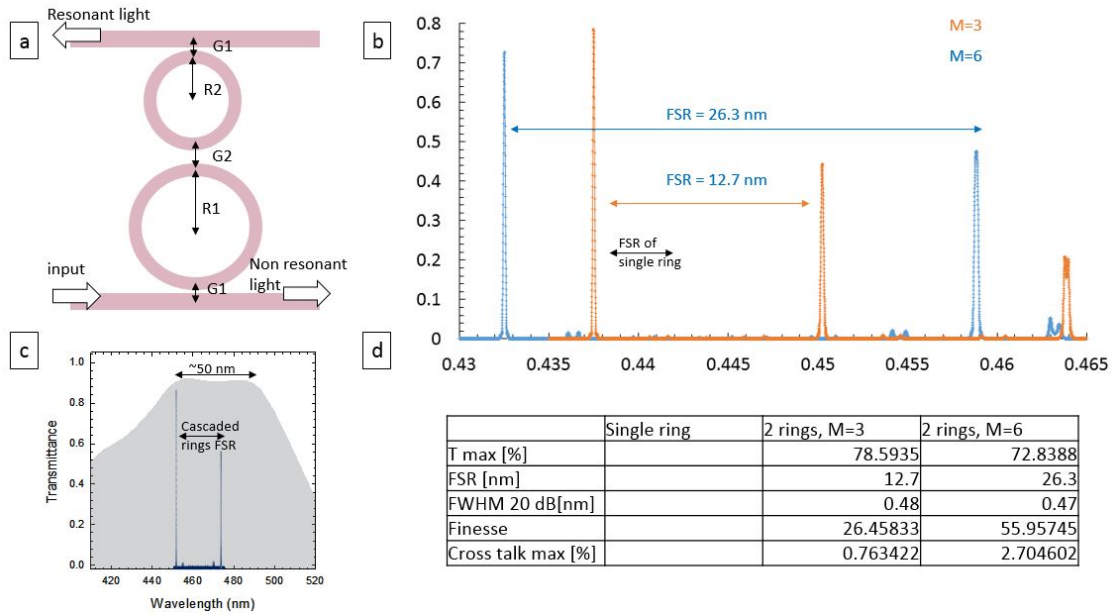 a
Resonant light
G1
R2
G2
R1
input
G1
Non resonant
light
b
0.8
0.7
0.6
0.5
0.4
0.3
0.2
0.1
0
M=3
M=6
FSR = 26.3 nm
FSR = 12.7 nm
FSR of
single ring
0.43 0.435 0.44 0.445 0.45 0.455 0.46 0.465
c
Transmittance
1.0
0.8
0.6
0.4
0.2
0.0
~50 nm
Cascaded
rings FSR
420 440 460 480 500 520
Wavelength (nm)
d
Single ring 2 rings, M=3 2 rings, M=6
T max [%] 78.5935 72.8388
FSR [nm] 12.7 26.3
FWHM 20 dB[nm] 0.48 0.47
Finesse 26.45833 55.95745
Cross talk max [%] 0.763422 2.704602